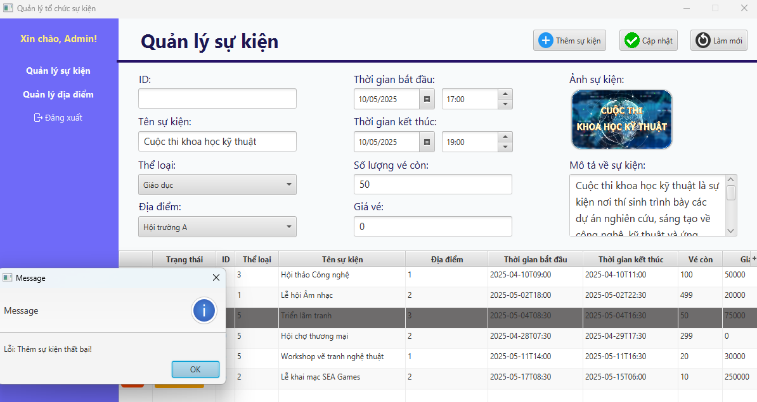 Quản lý tổ chức sự kiện
Xin chào, Admin!
Quản lý sự kiện
Quản lý địa điểm
Đăng xuất
Quản lý sự kiện
Thêm sự kiện
Cập nhật
Làm mới
ID:
Tên sự kiện:
Cuộc thi khoa học kỹ thuật
Thể loại:
Giáo dục
Địa điểm:
Hội trường A
Thời gian bắt đầu:
10/05/2025 17:00
Thời gian kết thúc:
10/05/2025 19:00
Số lượng vé còn:
50
Giá vé:
0
Ảnh sự kiện:
CUỘC THI
KHOA HỌC KỸ THUẬT
Mô tả về sự kiện:
Cuộc thi khoa học kỹ thuật là sự
kiện nơi thí sinh trình bày các
dự án nghiên cứu, sáng tạo về
công nghệ, kỹ thuật và ứng
Trạng thái ID Thể loại Tên sự kiện Địa điểm Thời gian bắt đầu Thời gian kết thúc Vé còn Giá
3 Hội thảo Công nghệ 1 2025-04-10T09:00 2025-04-10T11:00 100 50000
1 Lễ hội Âm nhạc 2 2025-05-02T18:00 2025-05-02T22:30 499 20000
5 Triển lãm tranh 3 2025-05-04T08:30 2025-05-04T16:30 50 75000
5 Hội chợ thương mại 2 2025-04-28T07:30 2025-04-29T17:30 299 0
5 Workshop vẽ tranh nghệ thuật 1 2025-05-11T14:00 2025-05-11T16:30 20 30000
2 Lễ khai mạc SEA Games 2 2025-05-17T08:30 2025-05-15T06:00 10 250000
Message
Message
Lỗi: Thêm sự kiện thất bại!
OK